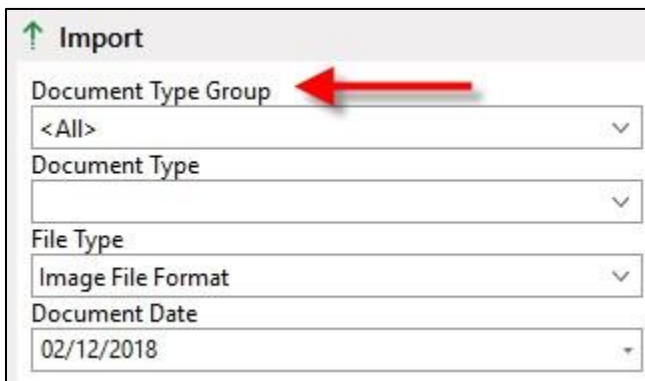 Import
Document Type Group
<All>
Document Type
File Type
Image File Format
Document Date
02/12/2018